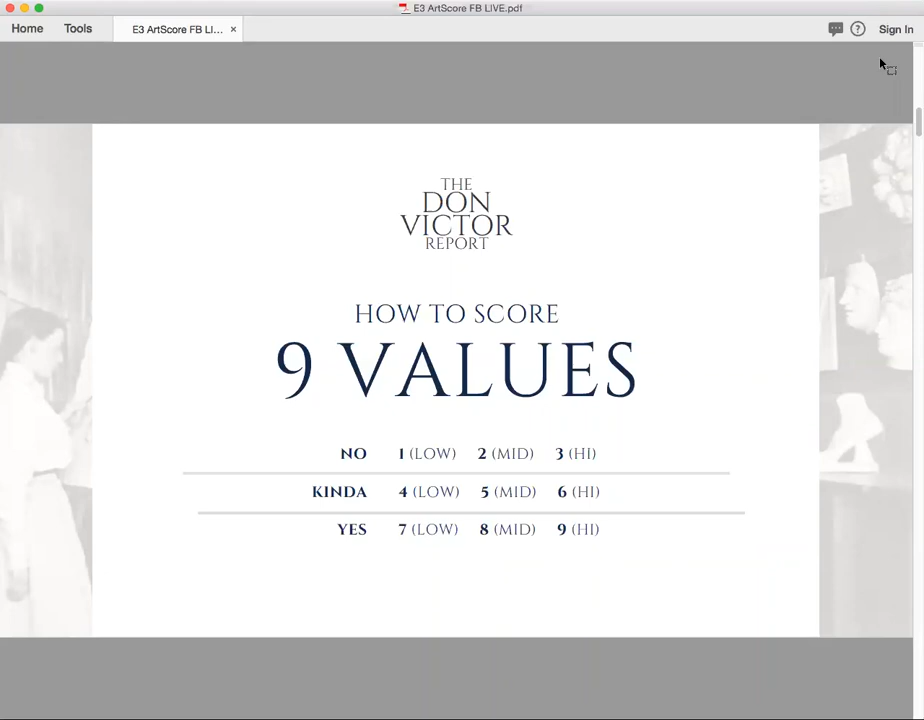 E3 ArtScore FB LIVE.pdf
Home Tools E3 ArtScore FB LI... × ? Sign In
THE
DON
VICTOR
REPORT
HOW TO SCORE
9 VALUES
NO 1 (LOW) 2 (MID) 3 (HI)
KINDA 4 (LOW) 5 (MID) 6 (HI)
YES 7 (LOW) 8 (MID) 9 (HI)